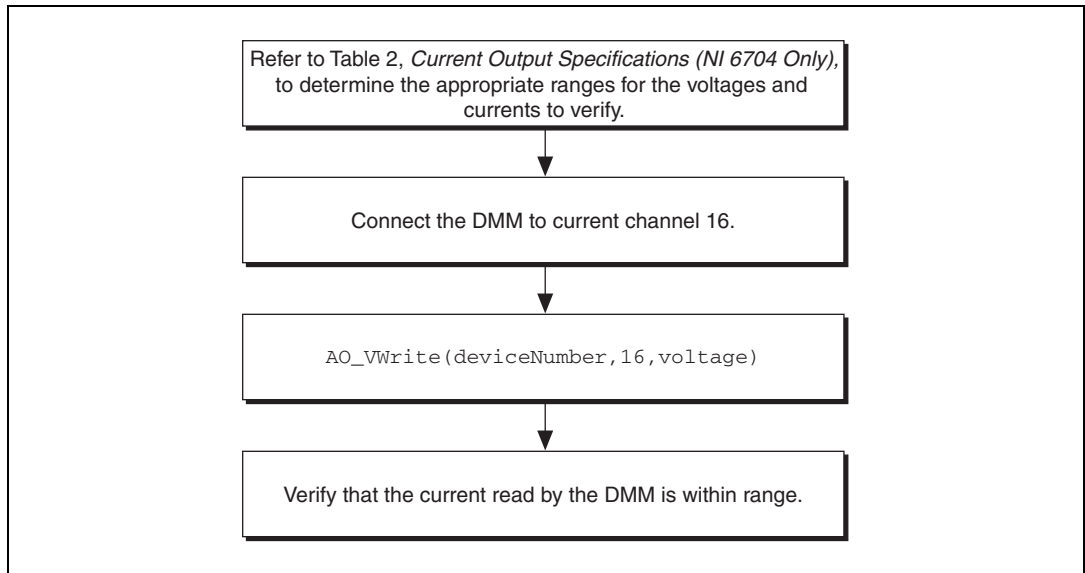 Refer to Table 2, Current Output Specifications (NI 6704 Only),
to determine the appropriate ranges for the voltages and
currents to verify.
Connect the DMM to current channel 16.
AO_VWrite(deviceNumber,16,voltage)
Verify that the current read by the DMM is within range.